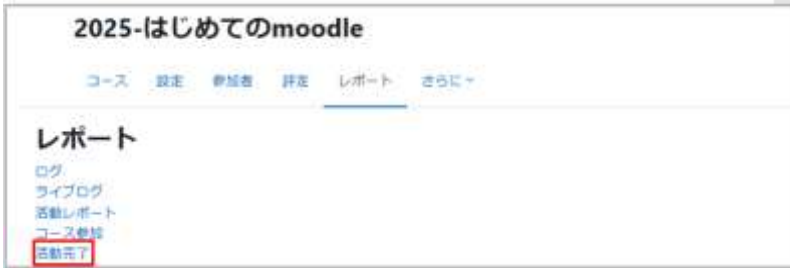 2025-はじめてのmoodle
コース 設定 参加者 評定 レポート さらに
レポート
ログ
ライブログ
活動レポート
コース参加
活動完了